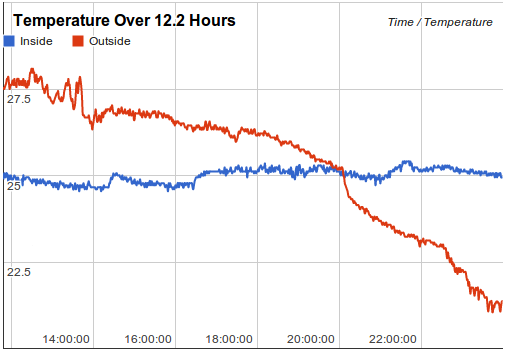 Temperature Over 12.2 Hours
Time / Temperature
Inside Outside
27.5
25
22.5
14:00:00 16:00:00 18:00:00 20:00:00 22:00:00